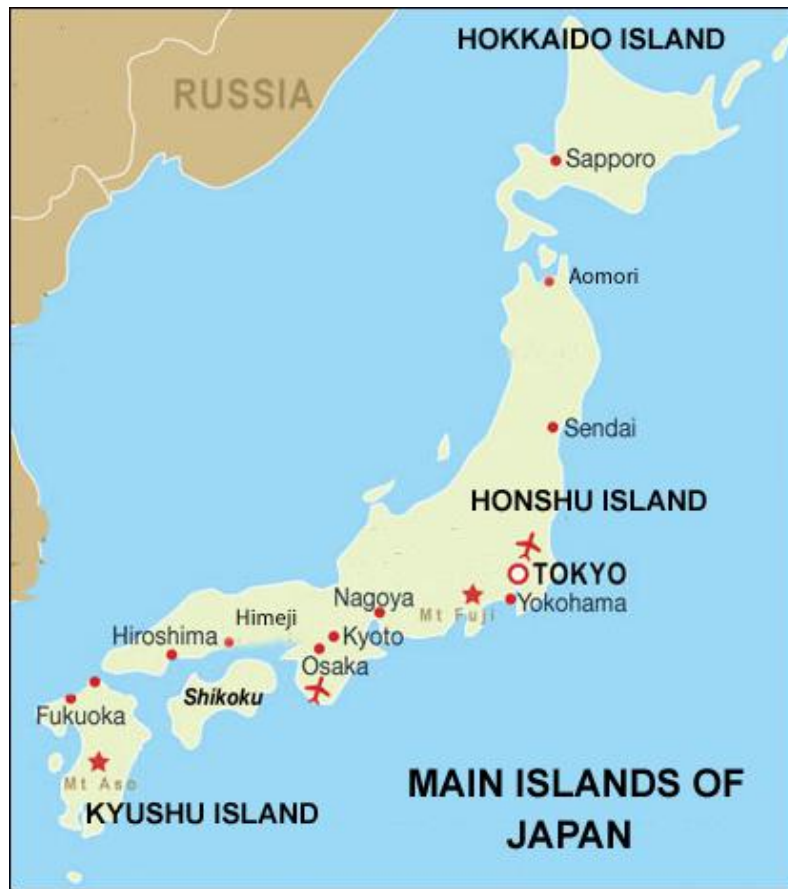 HOKKAIDO ISLAND
RUSSIA
Sapporo
Aomori
Sendai
HONSHU ISLAND
TOKYO
Nagoya
Mt Fuji
Yokohama
Himeji
Hiroshima
Kyoto
Osaka
Shikoku
Fukuoka
Mt Aso
KYUSHU ISLAND
MAIN ISLANDS OF
JAPAN